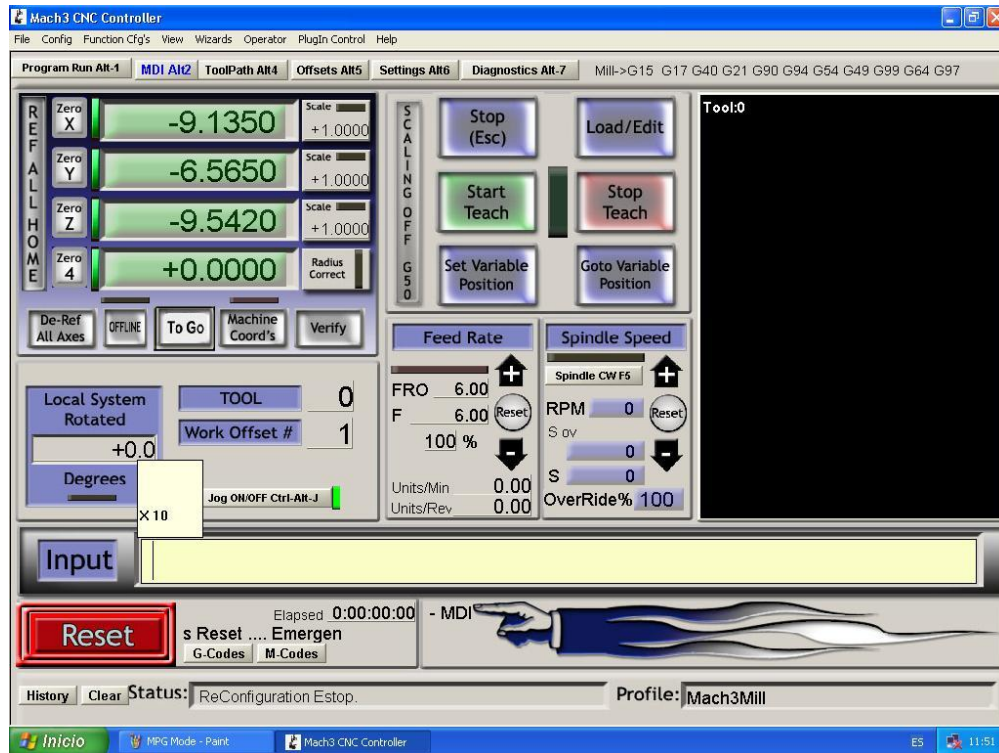 Mach3 CNC Controller
File Config Function Cfg's View Wizards Operator PlugIn Control Help
Program Run Alt-1 MDI Alt2 ToolPath Alt4 Offsets Alt5 Settings Alt6 Diagnostics Alt-7 Mill->G15 G17 G40 G21 G90 G94 G54 G49 G99 G64 G97
REF ALL HOME
Zero X -9.1350 Scale +1.0000
Zero Y -6.5650 Scale +1.0000
Zero Z -9.5420 Scale +1.0000
Zero 4 +0.0000 Radius Correct
De-Ref All Axes OFFLINE To Go Machine Coord's Verify
SCALING OFF G50
Stop (Esc) Load/Edit
Start Teach Stop Teach
Set Variable Position Goto Variable Position
Tool:0
Local System Rotated
+0.0
Degrees
TOOL 0
Work Offset # 1
Jog ON/OFF Ctrl-Alt-J
X 10
Feed Rate
FRO 6.00
F 6.00 Reset
100 %
Units/Min 0.00
Units/Rev 0.00
Spindle Speed
Spindle CW F5
RPM 0 Reset
S ov
0
S 0
OverRide% 100
Input
Reset
Elapsed 0:00:00:00 - MDI
s Reset .... Emergen
G-Codes M-Codes
History Clear Status: ReConfiguration Estop. Profile: Mach3Mill
Inicio MPG Mode - Paint Mach3 CNC Controller ES 11:51